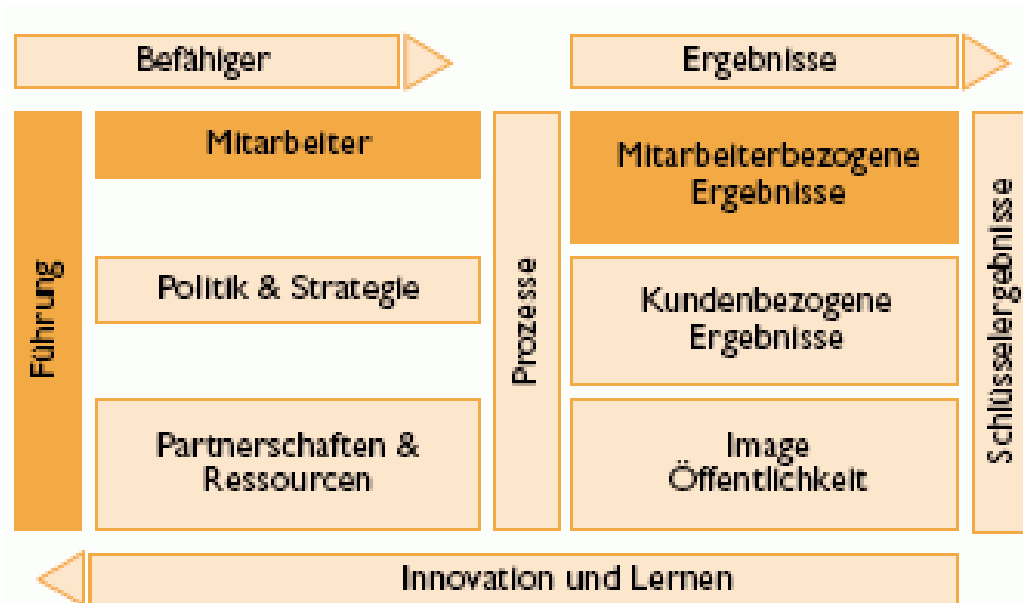 Befähiger
Ergebnisse
Führung
Mitarbeiter
Politik & Strategie
Partnerschaften &
Ressourcen
Prozesse
Mitarbeiterbezogene
Ergebnisse
Kundenbezogene
Ergebnisse
Image
Öffentlichkeit
Schlüsselergebnisse
Innovation und Lernen